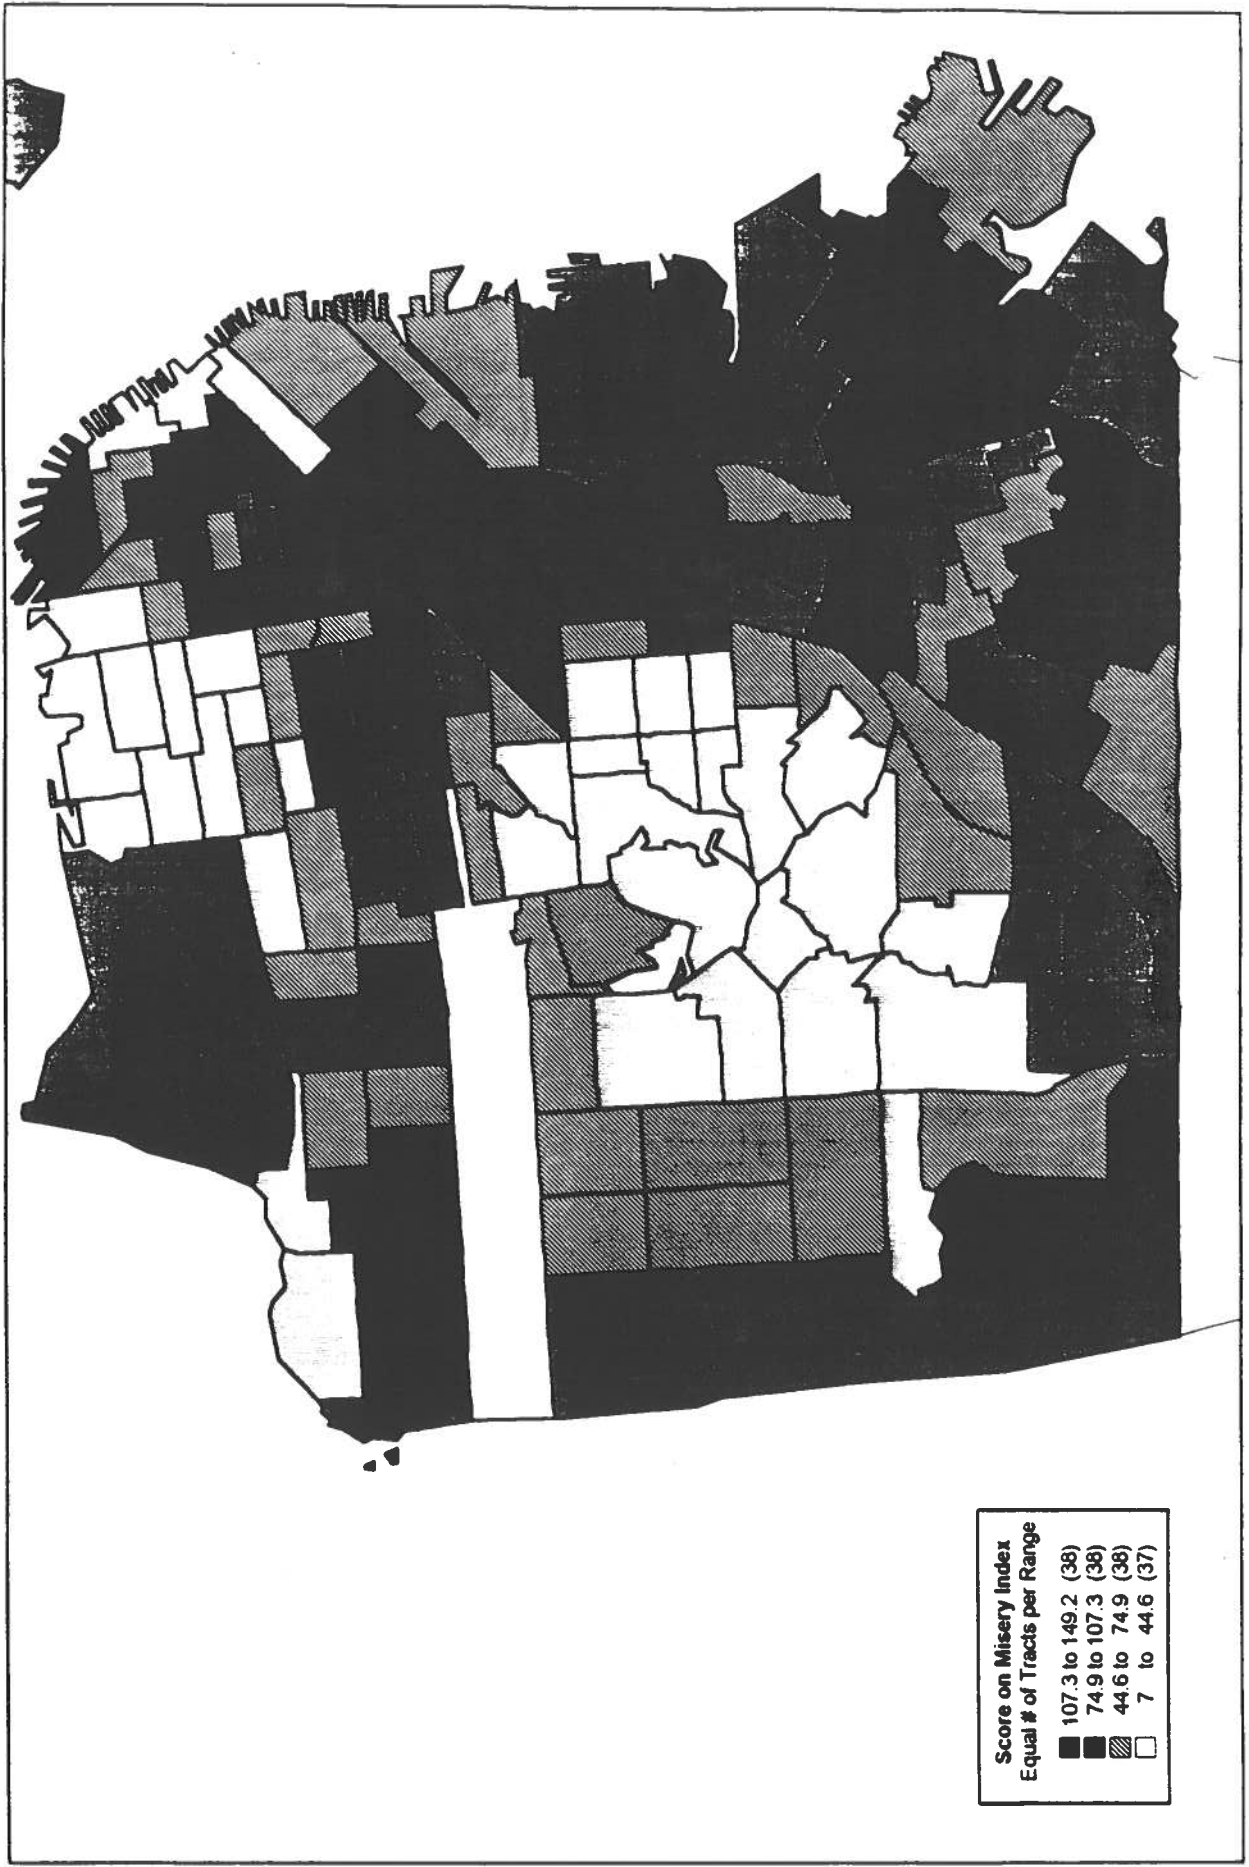 Score on Misery Index
Equal # of Tracts per Range
107.3 to 149.2 (38)
74.9 to 107.3 (38)
44.6 to 74.9 (38)
7 to 44.6 (37)